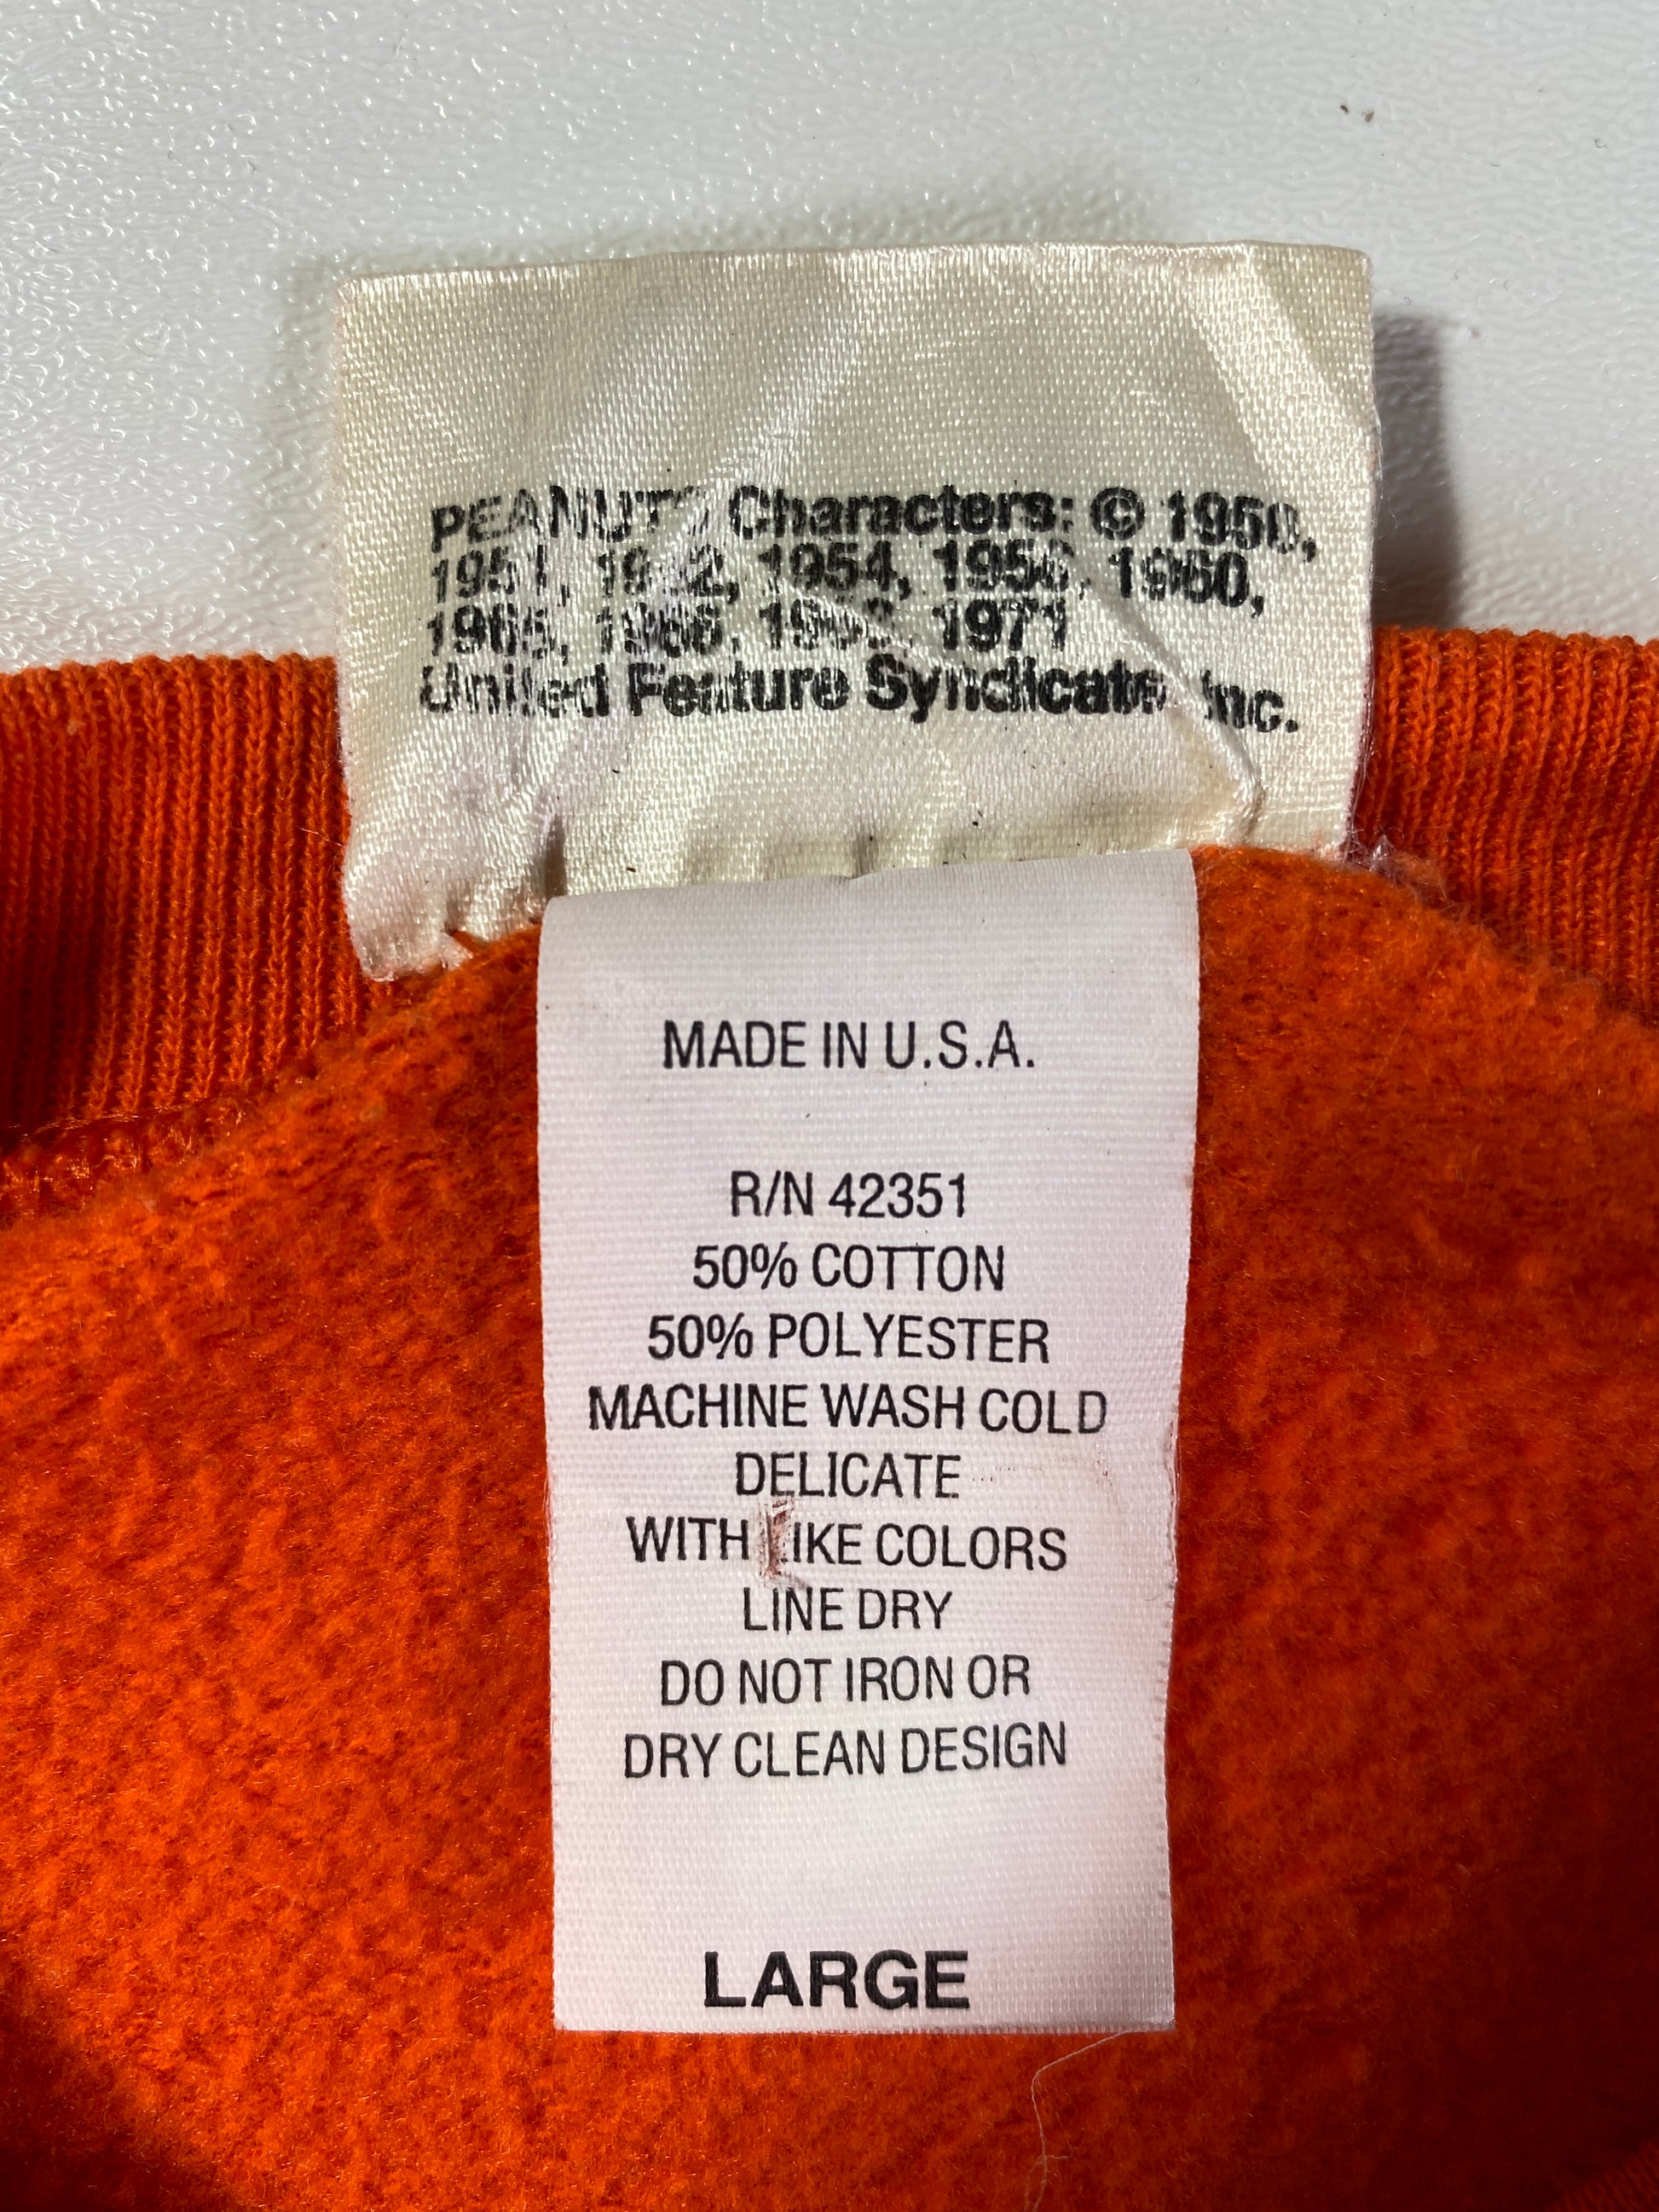 PEANUTS Characters: © 1950,
1951, 1952, 1954, 1956, 1960,
1965, 1966, 1971
United Feature Syndicate, Inc.
MADE IN U.S.A.
R/N 42351
50% COTTON
50% POLYESTER
MACHINE WASH COLD
DELICATE
WITH LIKE COLORS
LINE DRY
DO NOT IRON OR
DRY CLEAN DESIGN
LARGE